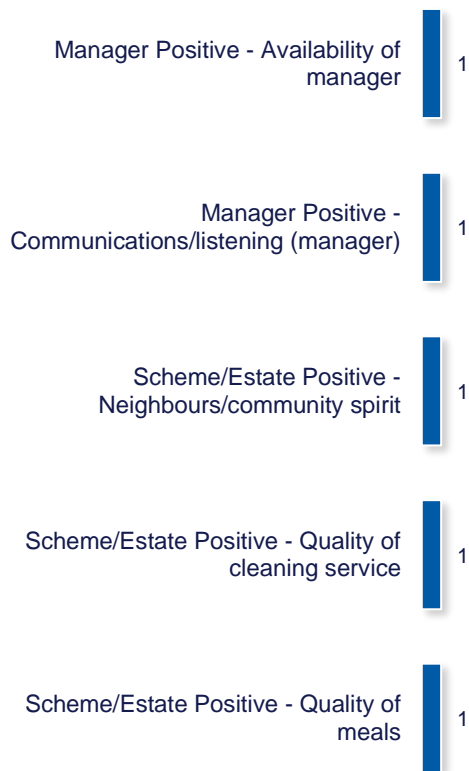 Manager Positive - Availability of
manager
1
Manager Positive -
Communications/listening (manager)
1
Scheme/Estate Positive -
Neighbours/community spirit
1
Scheme/Estate Positive - Quality of
cleaning service
1
Scheme/Estate Positive - Quality of
meals
1